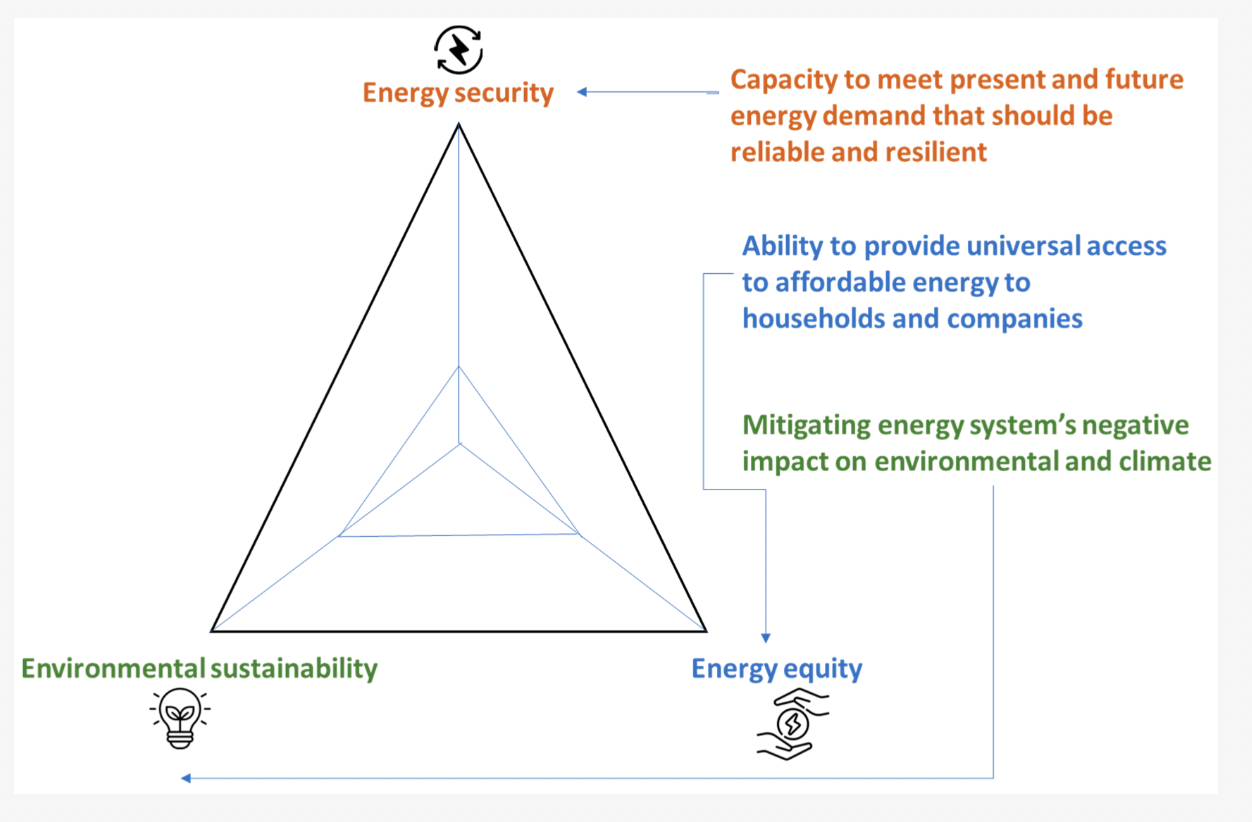 Energy security
Capacity to meet present and future
energy demand that should be
reliable and resilient
Ability to provide universal access
to affordable energy to
households and companies
Mitigating energy system’s negative
impact on environmental and climate
Environmental sustainability
Energy equity